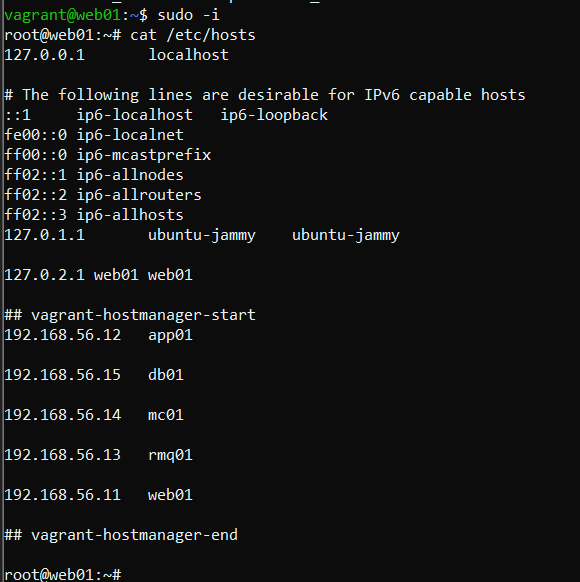 vagrant@web01:~$ sudo -i
root@web01:~# cat /etc/hosts
127.0.0.1       localhost
# The following lines are desirable for IPv6 capable hosts
::1     ip6-localhost   ip6-loopback
fe00::0 ip6-localnet
ff00::0 ip6-mcastprefix
ff02::1 ip6-allnodes
ff02::2 ip6-allrouters
ff02::3 ip6-allhosts
127.0.1.1       ubuntu-jammy    ubuntu-jammy
127.0.2.1 web01 web01
## vagrant-hostmanager-start
192.168.56.12   app01
192.168.56.15   db01
192.168.56.14   mc01
192.168.56.13   rmq01
192.168.56.11   web01
## vagrant-hostmanager-end
root@web01:~#